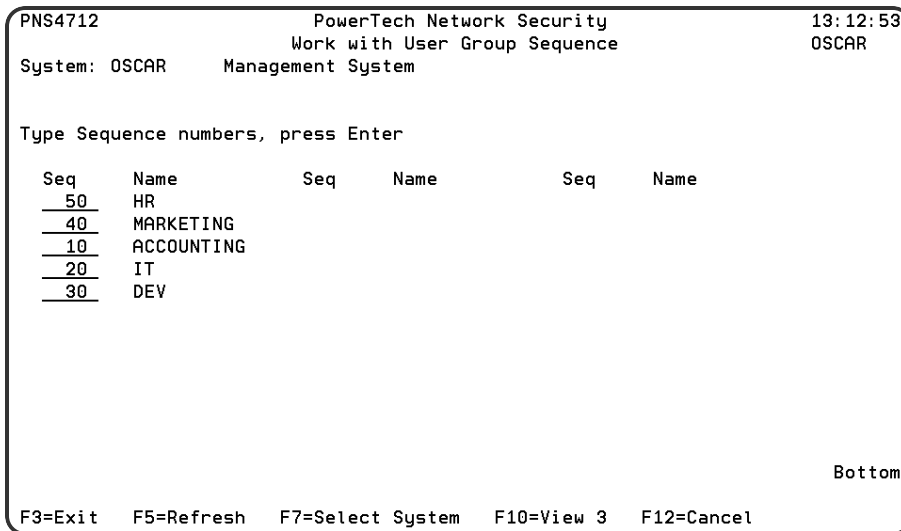 PNS4712 PowerTech Network Security 13:12:53
Work with User Group Sequence OSCAR
System: OSCAR Management System
Type Sequence numbers, press Enter
Seq Name Seq Name Seq Name
50 HR
40 MARKETING
10 ACCOUNTING
20 IT
30 DEV
Bottom
F3=Exit F5=Refresh F7=Select System F10=View 3 F12=Cancel